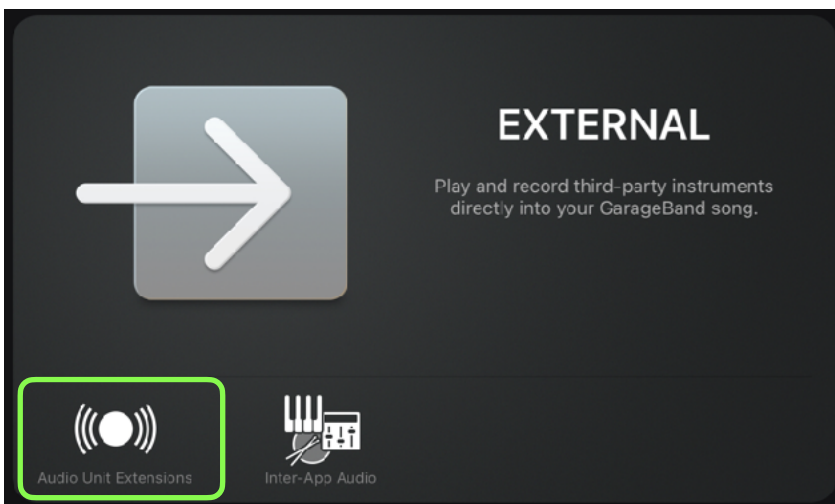 EXTERNAL
Play and record third-party instruments
directly into your GarageBand song.
Audio Unit Extensions
Inter-App Audio